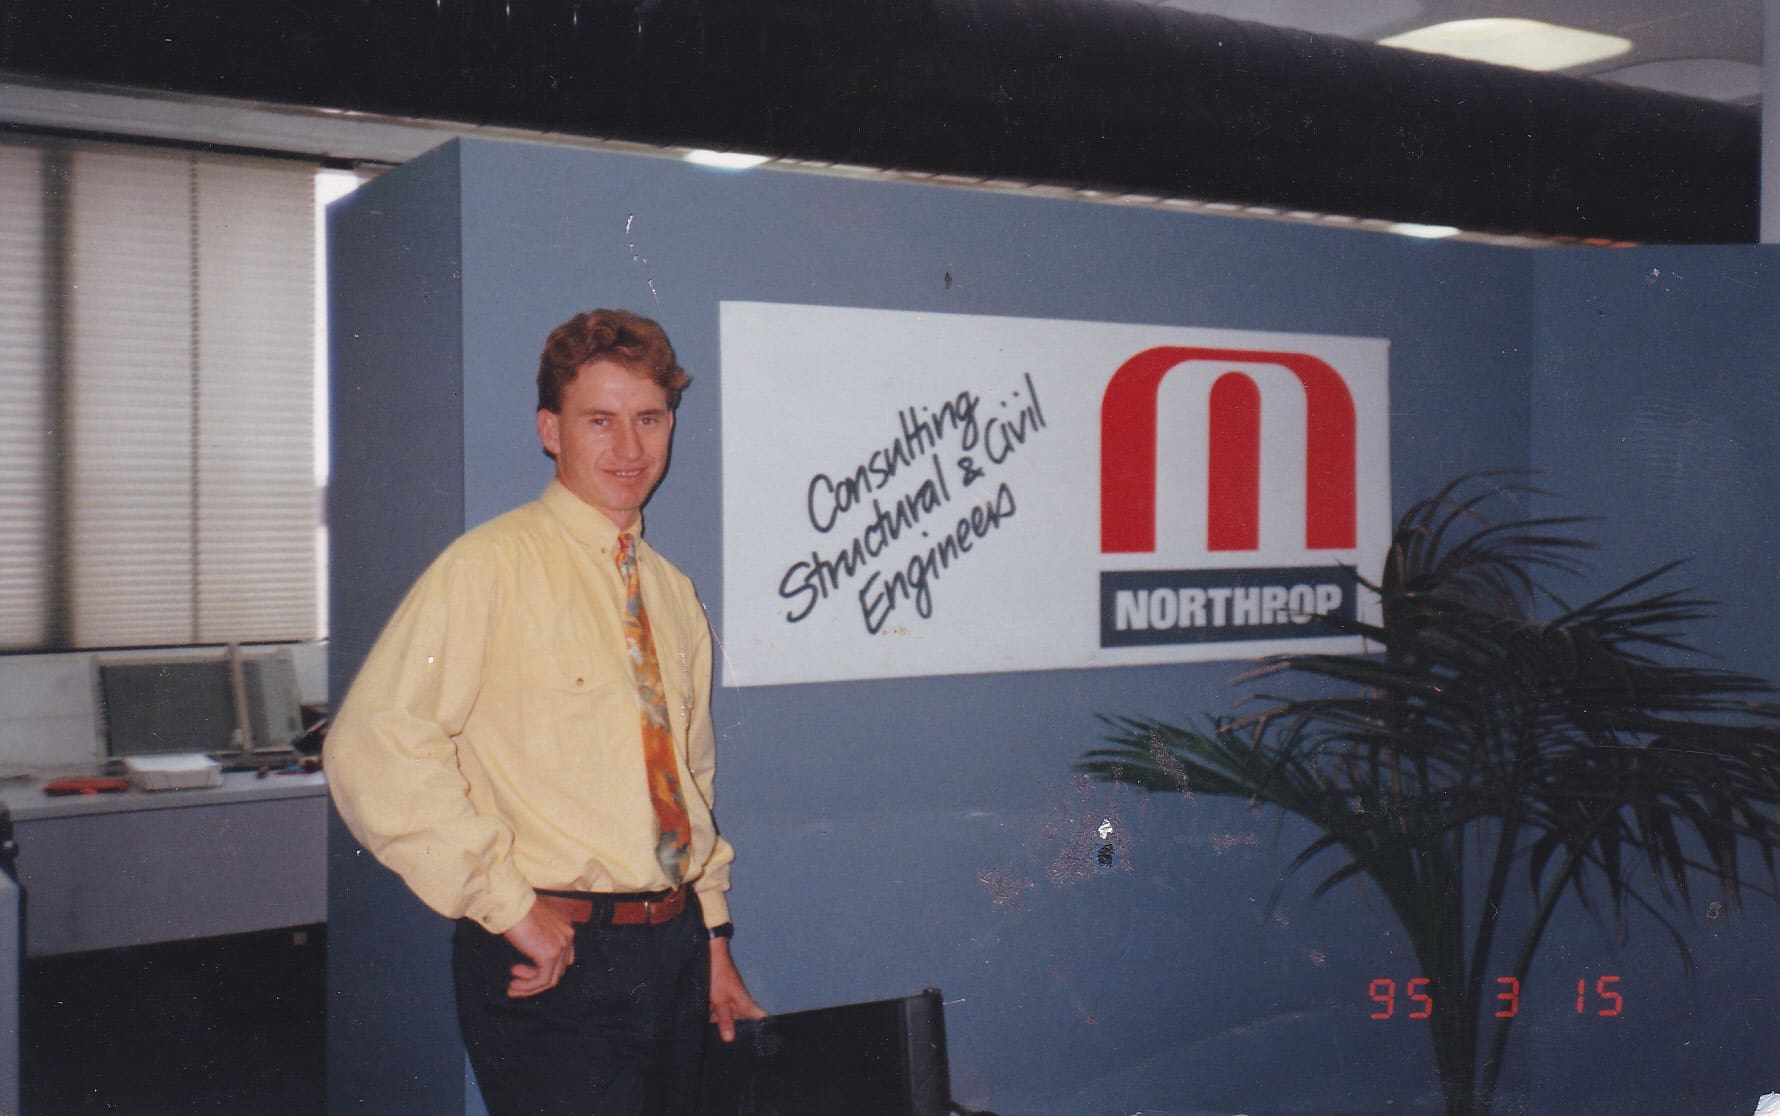 Consulting
Structural & Civil
Engineers
NORTHROP
95 3 15